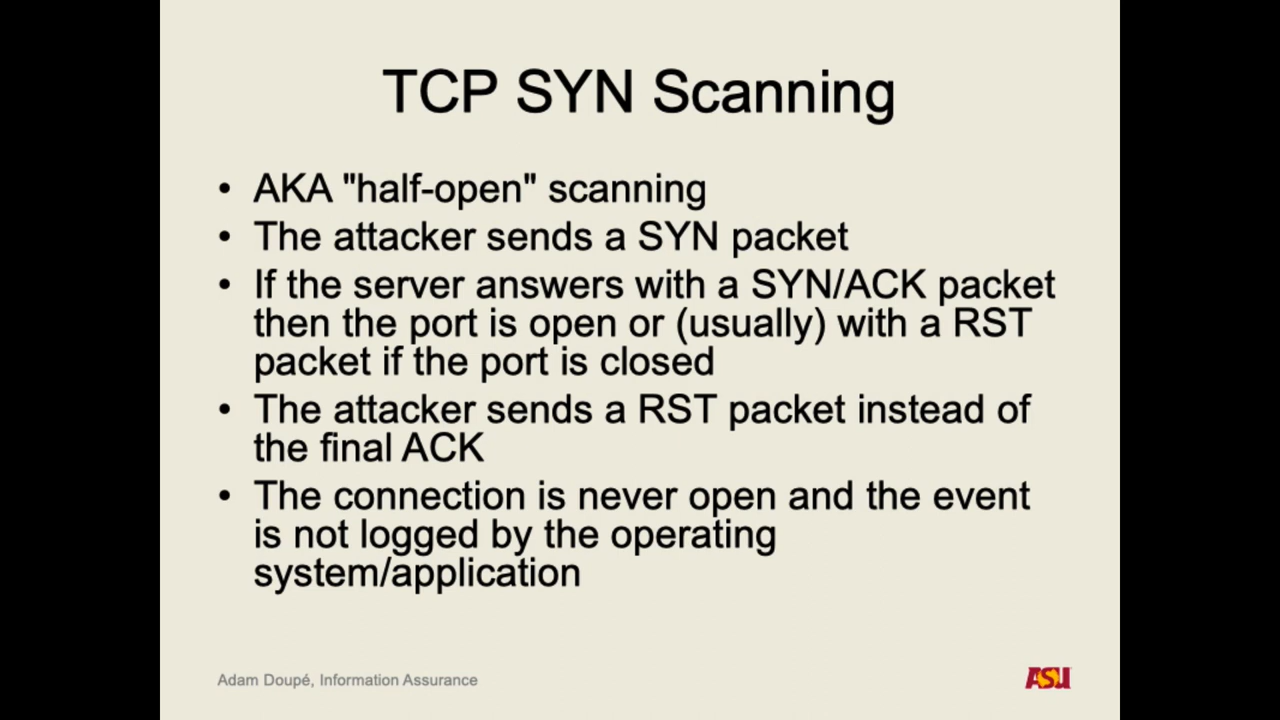 TCP SYN Scanning
• AKA "half-open" scanning
• The attacker sends a SYN packet
• If the server answers with a SYN/ACK packet
then the port is open or (usually) with a RST
packet if the port is closed
• The attacker sends a RST packet instead of
the final ACK
• The connection is never open and the event
is not logged by the operating
system/application
Adam Doupé, Information Assurance
ASU